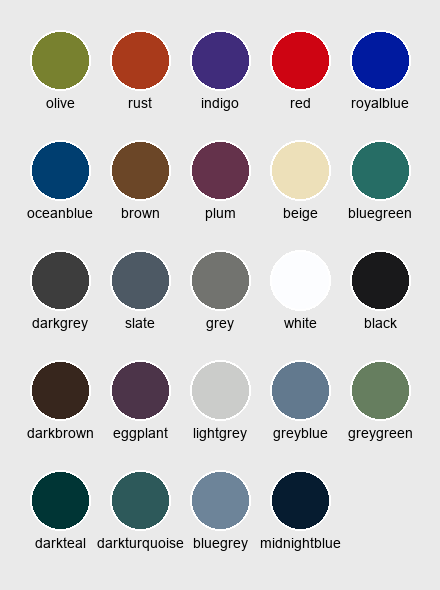 olive rust indigo red royalblue
oceanblue brown plum beige bluegreen
darkgrey slate grey white black
darkbrown eggplant lightgrey greyblue greygreen
darkteal darkturquoise bluegrey midnightblue